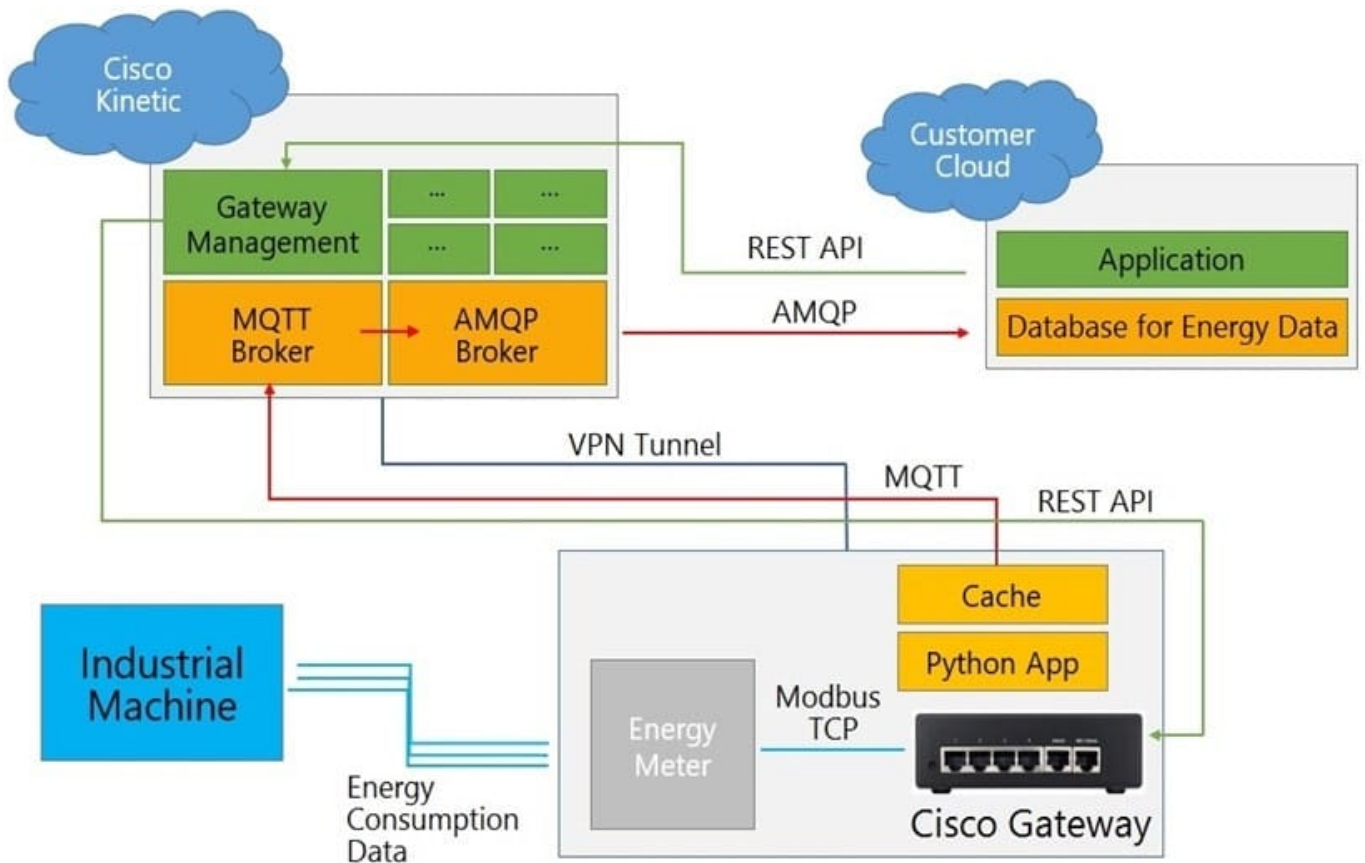 Cisco
Kinetic
Customer
Cloud
Gateway
Management
...
...
...
...
REST API
Application
MQTT
Broker
AMQP
Broker
AMQP
Database for Energy Data
VPN Tunnel
MQTT
REST API
Cache
Industrial
Machine
Python App
Energy
Meter
Modbus
TCP
Energy
Consumption
Data
Cisco Gateway